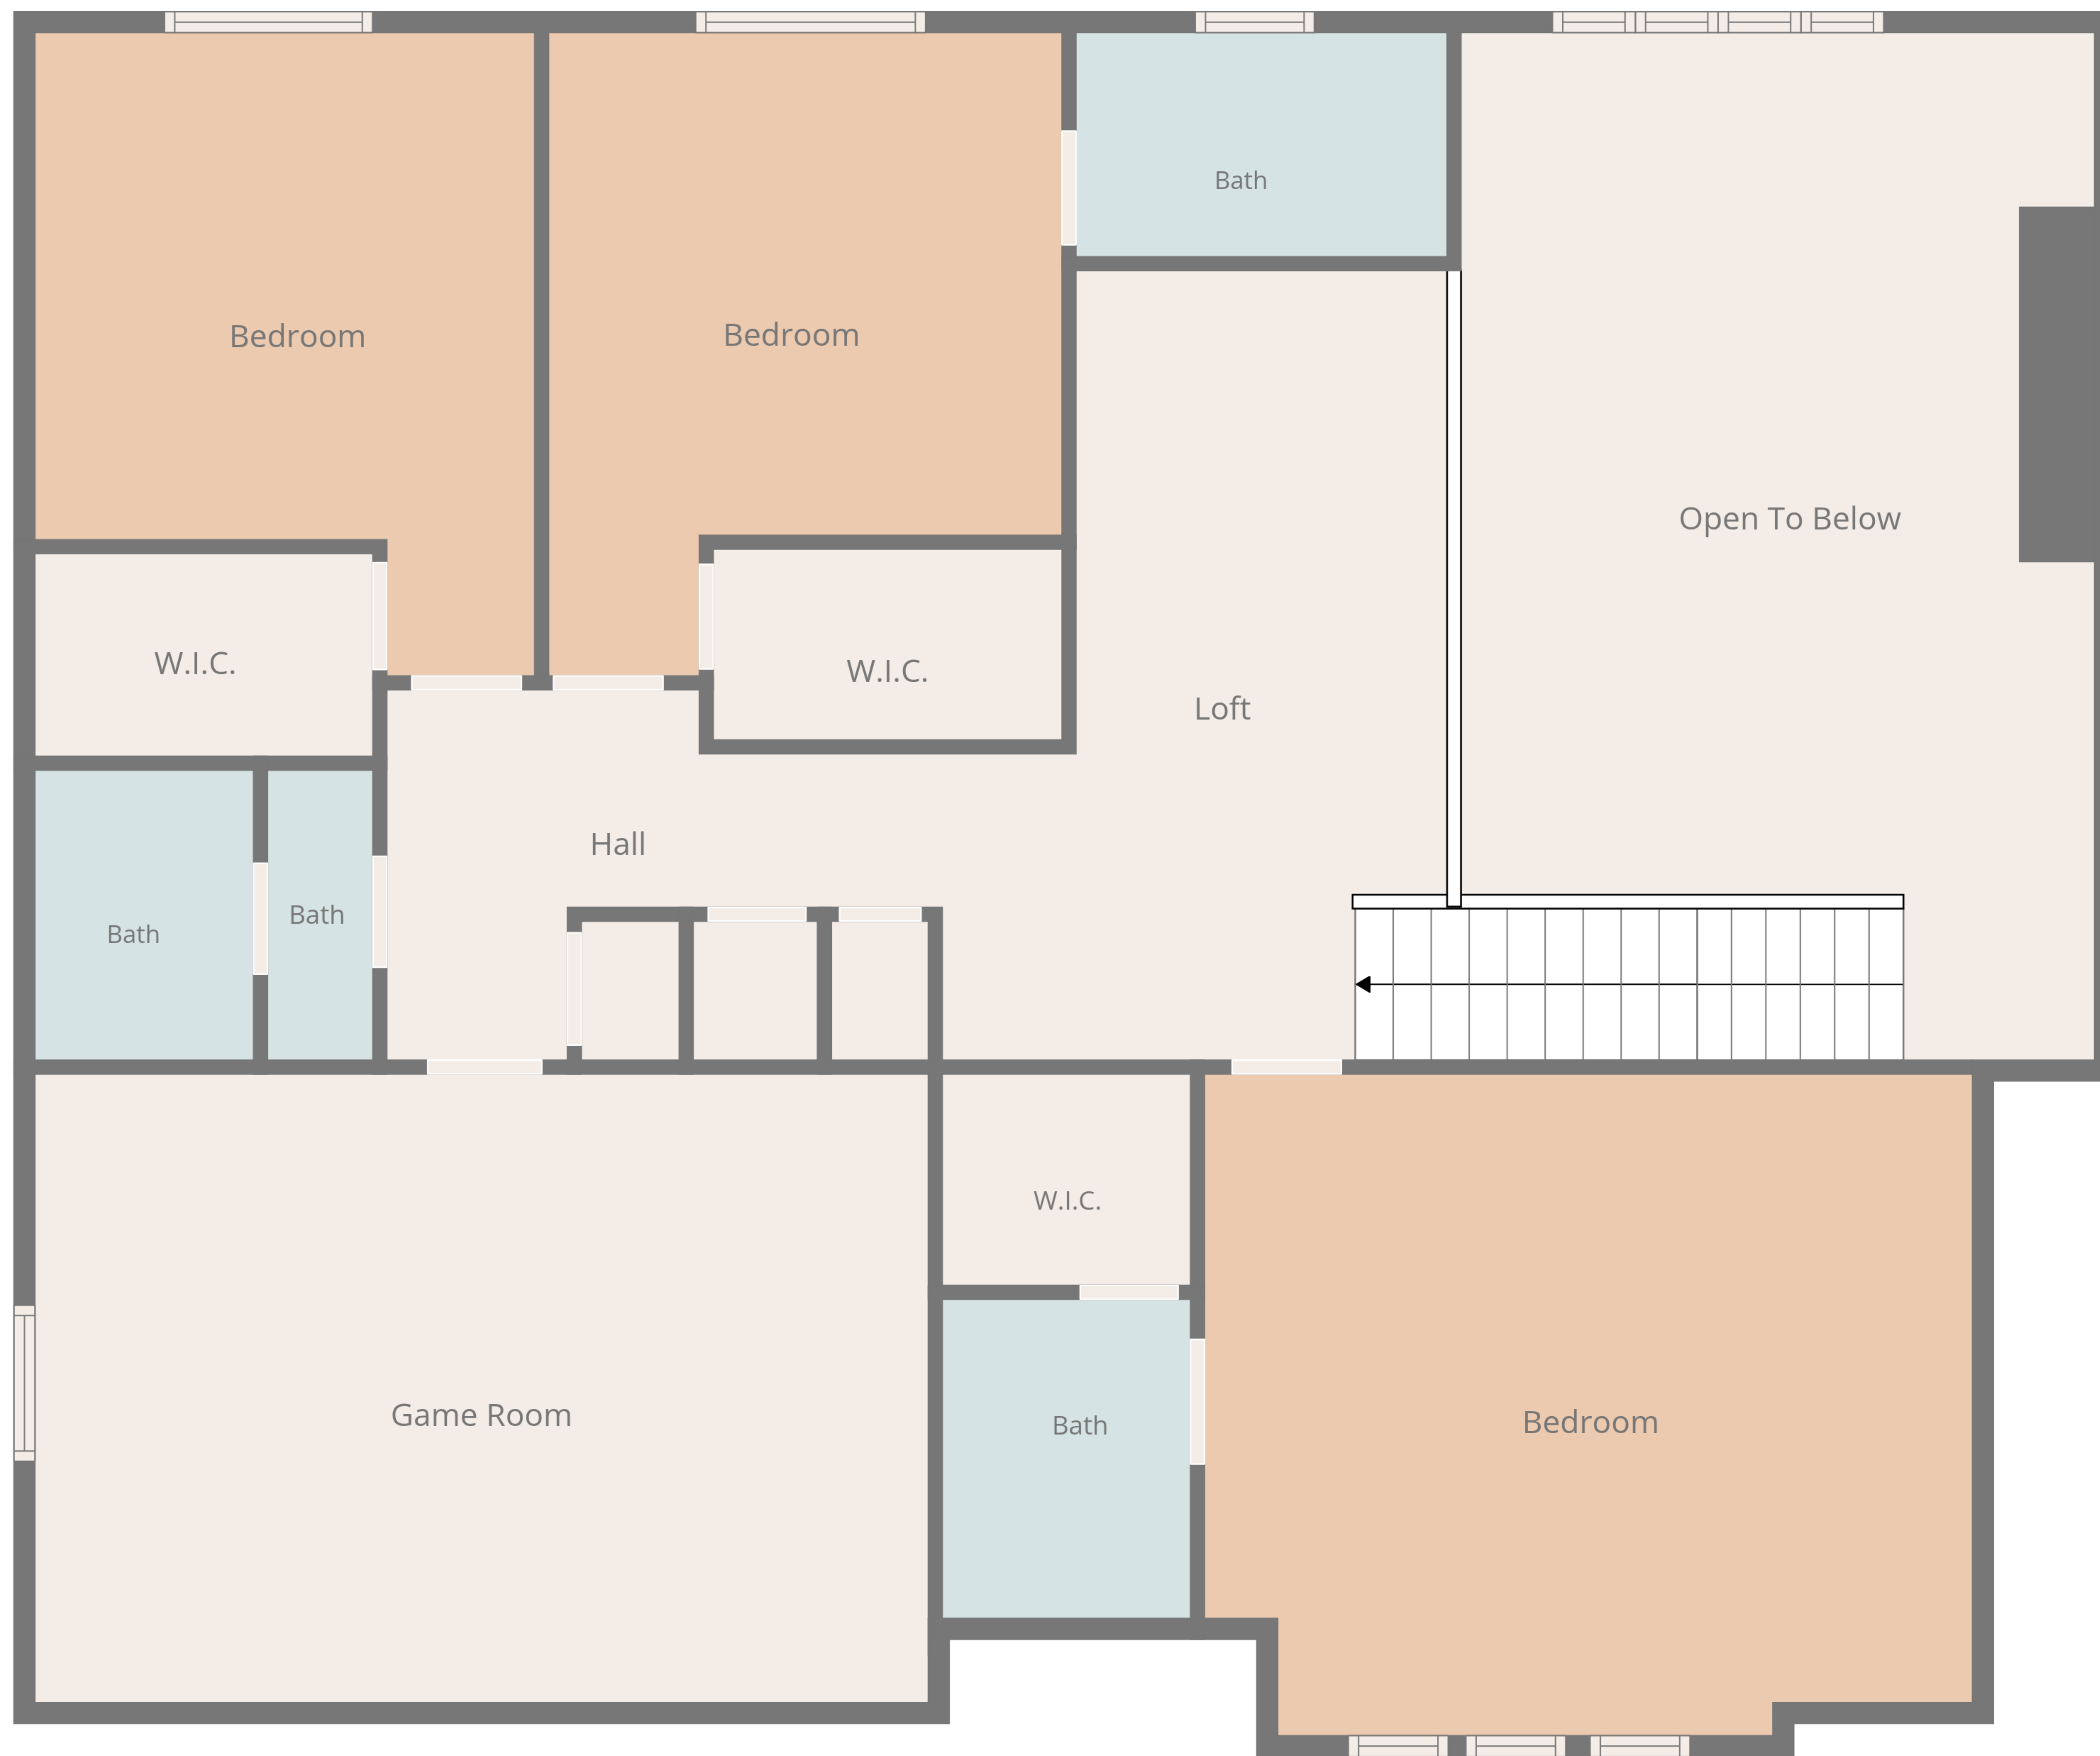 Bath
Bedroom
Bedroom
Open To Below
W.I.C.
W.I.C.
Loft
Hall
Bath
Bath
W.I.C.
Game Room
Bath
Bedroom